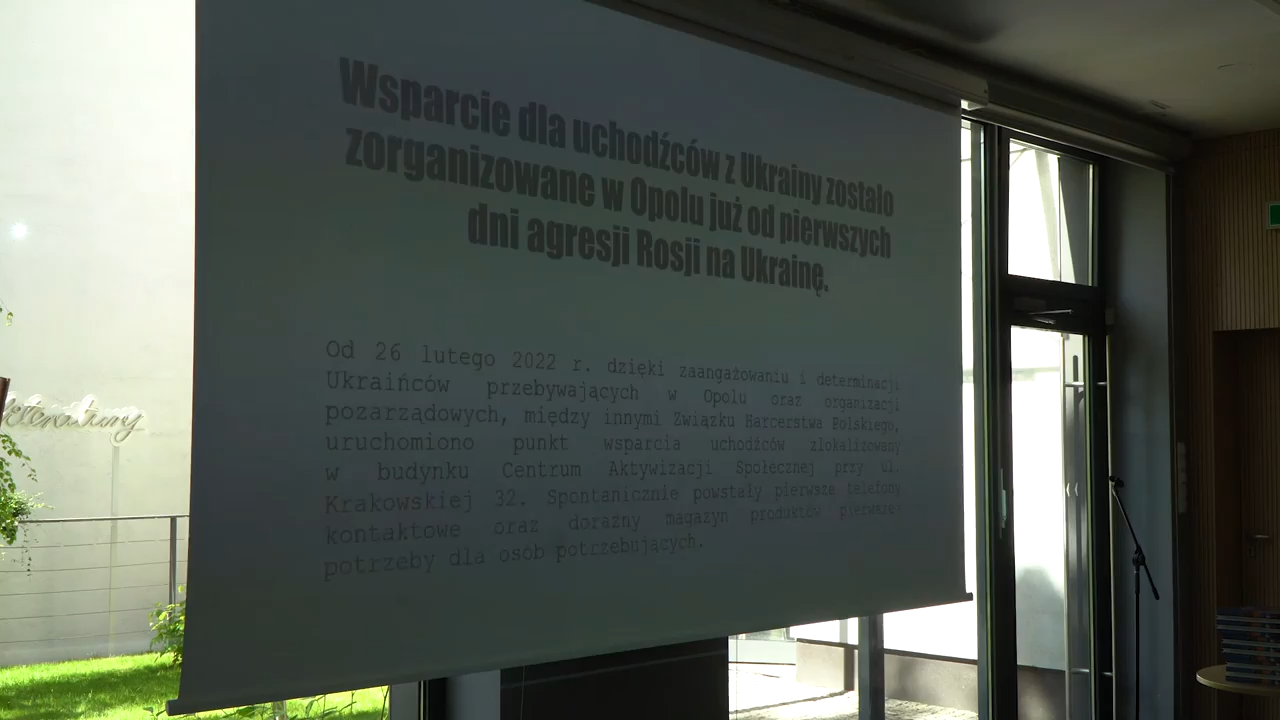 Wsparcie dla uchodźców z Ukrainy zostało
zorganizowane w Opolu już od pierwszych
dni agresji Rosji na Ukrainę.
Od 26 lutego 2022 r. dzięki zaangażowaniu i determinacji
Ukraińców przebywających w Opolu oraz organizacji
pozarządowych, między innymi Związku Harcerstwa Polskiego,
uruchomiono punkt wsparcia uchodźców zlokalizowany
w budynku Centrum Aktywizacji Społecznej przy ul.
Krakowskiej 32. Spontanicznie powstały pierwsze telefony
kontaktowe oraz doraźny magazyn produktów pierwszej
potrzeby dla osób potrzebujących.